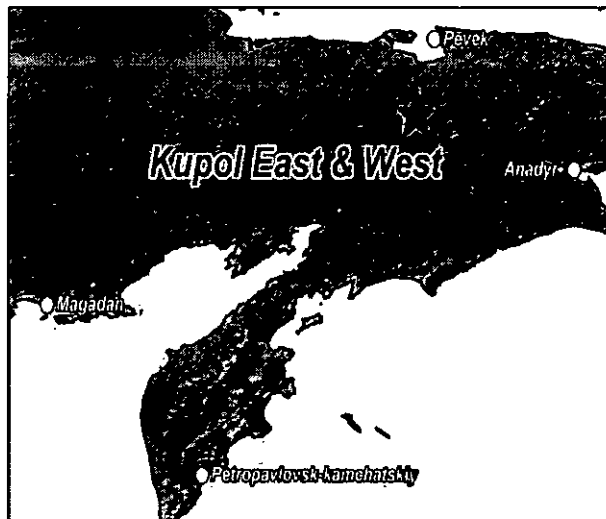 Pevek
Kupol East & West
Anadyr
Magadan
Petropavlovsk-kamchatskiy